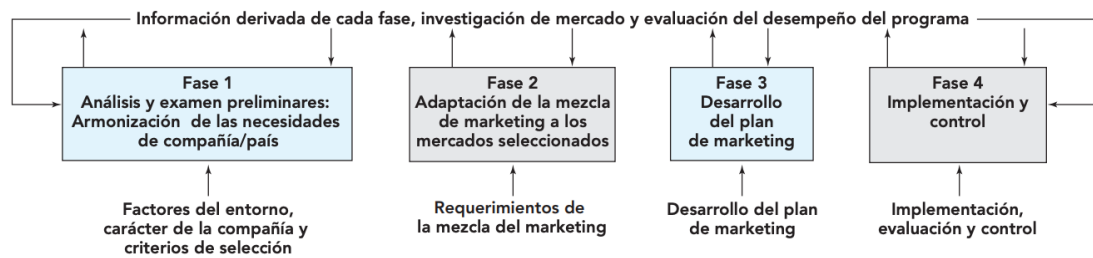 Información derivada de cada fase, investigación de mercado y evaluación del desempeño del programa
Fase 1
Análisis y examen preliminares:
Armonización de las necesidades
de compañía/país
Fase 2
Adaptación de la mezcla
de marketing a los
mercados seleccionados
Fase 3
Desarrollo
del plan
de marketing
Fase 4
Implementación y
control
Factores del entorno,
carácter de la compañía y
criterios de selección
Requerimientos de
la mezcla del marketing
Desarrollo del plan
de marketing
Implementación,
evaluación y control